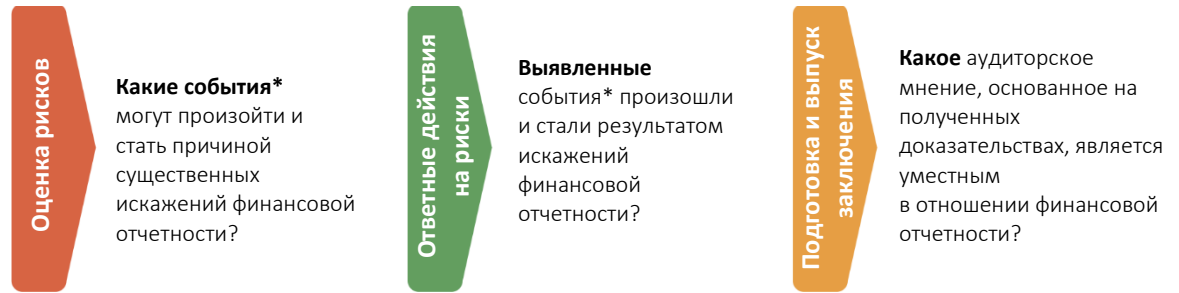 Оценка рисков
Какие события*
могут произойти и
стать причиной
существенных
искажений финансовой
отчетности?
Ответные действия
на риски
Выявленные
события* произошли
и стали результатом
искажений
финансовой
отчетности?
Подготовка и выпуск
заключения
Какое аудиторское
мнение, основанное на
полученных
доказательствах, является
уместным
в отношении финансовой
отчетности?